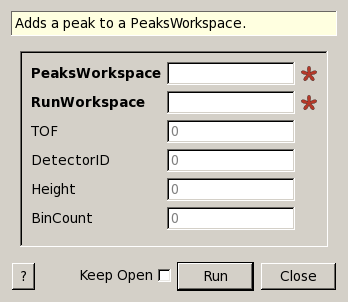 Adds a peak to a PeaksWorkspace.
PeaksWorkspace
RunWorkspace
TOF 0
DetectorID 0
Height 0
BinCount 0
? Keep Open Run Close